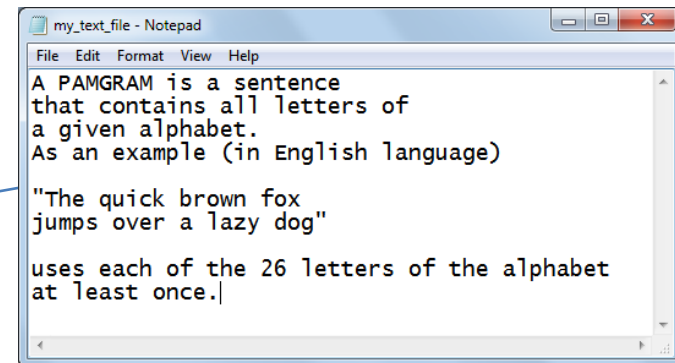 my_text_file - Notepad
File Edit Format View Help
A PAMGRAM is a sentence
that contains all letters of
a given alphabet.
As an example (in English language)
"The quick brown fox
jumps over a lazy dog"
uses each of the 26 letters of the alphabet
at least once.